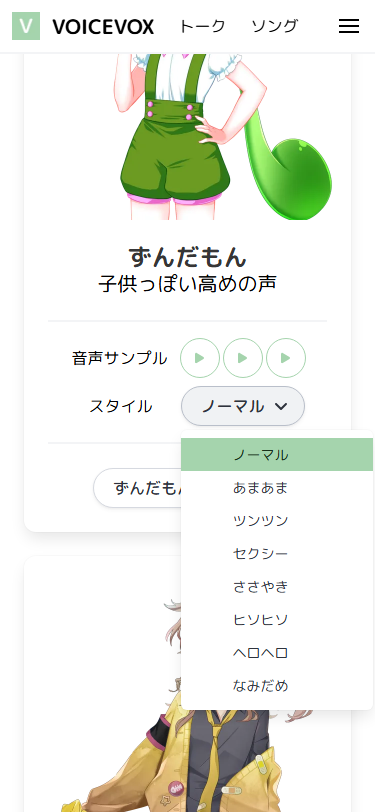 V VOICEVOX トーク ソング
ずんだもん
子供っぽい高めの声
音声サンプル
スタイル ノーマル
ノーマル
あまあま
ツンツン
セクシー
ささやき
ヒソヒソ
ヘロヘロ
なみだめ
ずんだもん